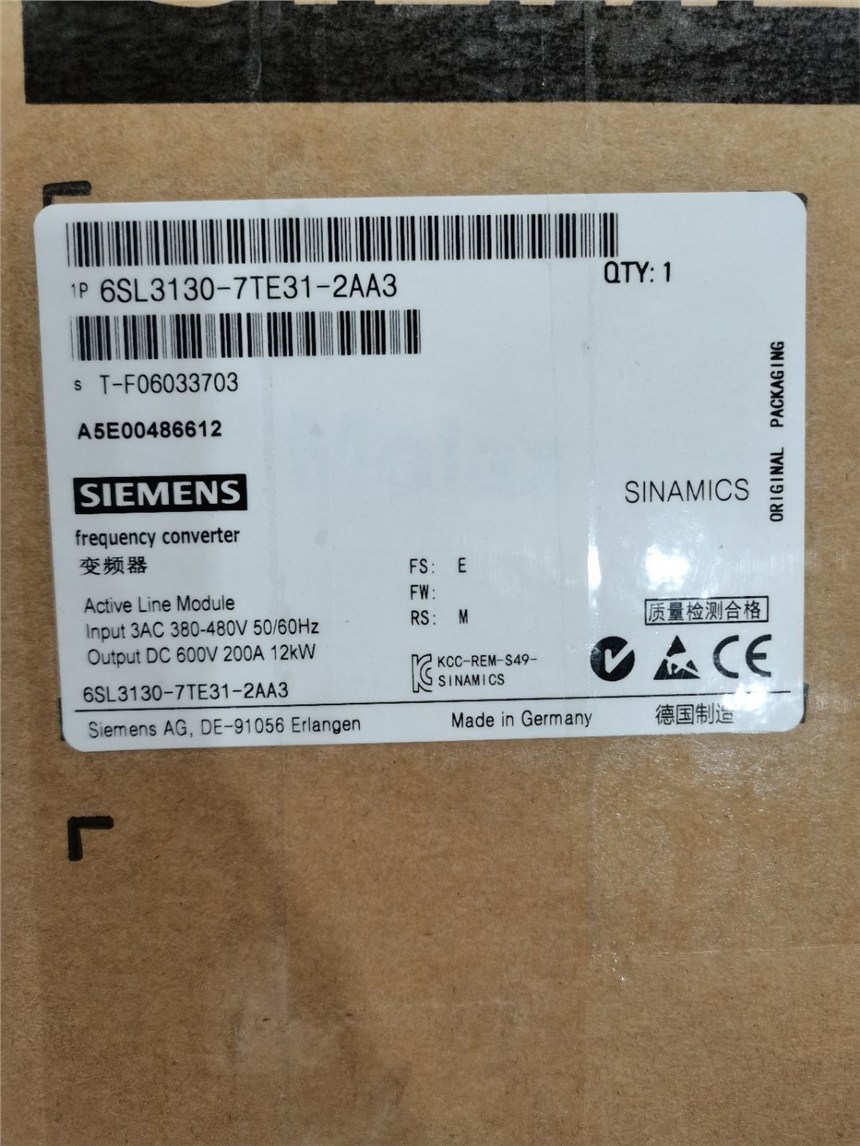 1P 6SL3130-7TE31-2AA3
QTY: 1
S T-F06033703
A5E00486612
SIEMENS
SINAMICS
ORIGINAL PACKAGING
frequency converter
变频器
Active Line Module
Input 3AC 380-480V 50/60Hz
Output DC 600V 200A 12kW
6SL3130-7TE31-2AA3
FS: E
FW:
RS: M
KCC-REM-S49-
SINAMICS
质量检测合格
CE
Siemens AG, DE-91056 Erlangen
Made in Germany
德国制造